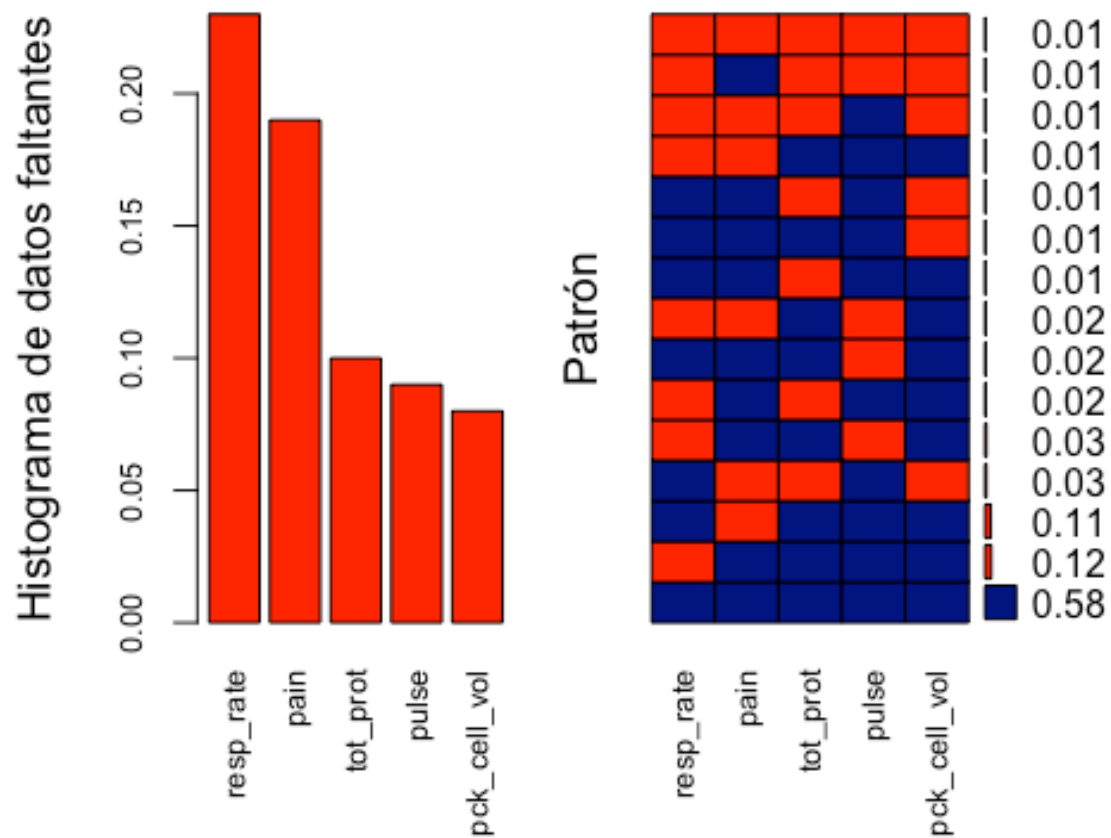 Histograma de datos faltantes
0.20
0.15
0.10
0.05
0.00
resp_rate
pain
tot_prot
pulse
pck_cell_vol
Patrón
0.01
0.01
0.01
0.01
0.01
0.01
0.01
0.02
0.02
0.02
0.03
0.03
0.11
0.12
0.58
resp_rate
pain
tot_prot
pulse
pck_cell_vol